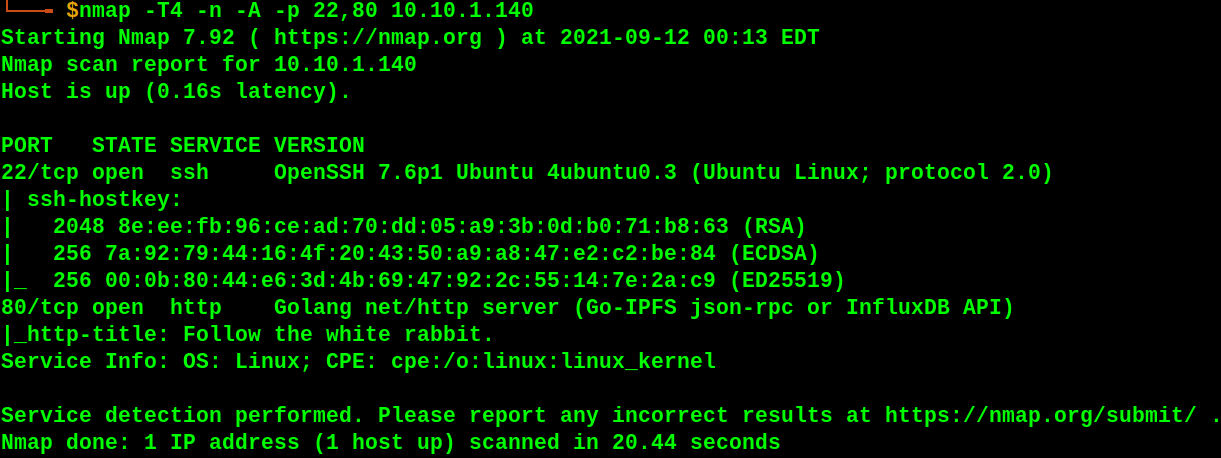 $nmap -T4 -n -A -p 22,80 10.10.1.140
Starting Nmap 7.92 ( https://nmap.org ) at 2021-09-12 00:13 EDT
Nmap scan report for 10.10.1.140
Host is up (0.16s latency).

PORT   STATE SERVICE VERSION
22/tcp open  ssh     OpenSSH 7.6p1 Ubuntu 4ubuntu0.3 (Ubuntu Linux; protocol 2.0)
| ssh-hostkey:
|   2048 8e:ee:fb:96:ce:ad:70:dd:05:a9:3b:0d:b0:71:b8:63 (RSA)
|   256 7a:92:79:44:16:4f:20:43:50:a9:a8:47:e2:c2:be:84 (ECDSA)
|_  256 00:0b:80:44:e6:3d:4b:69:47:92:2c:55:14:7e:2a:c9 (ED25519)
80/tcp open  http    Golang net/http server (Go-IPFS json-rpc or InfluxDB API)
|_http-title: Follow the white rabbit.
Service Info: OS: Linux; CPE: cpe:/o:linux:linux_kernel

Service detection performed. Please report any incorrect results at https://nmap.org/submit/ .
Nmap done: 1 IP address (1 host up) scanned in 20.44 seconds